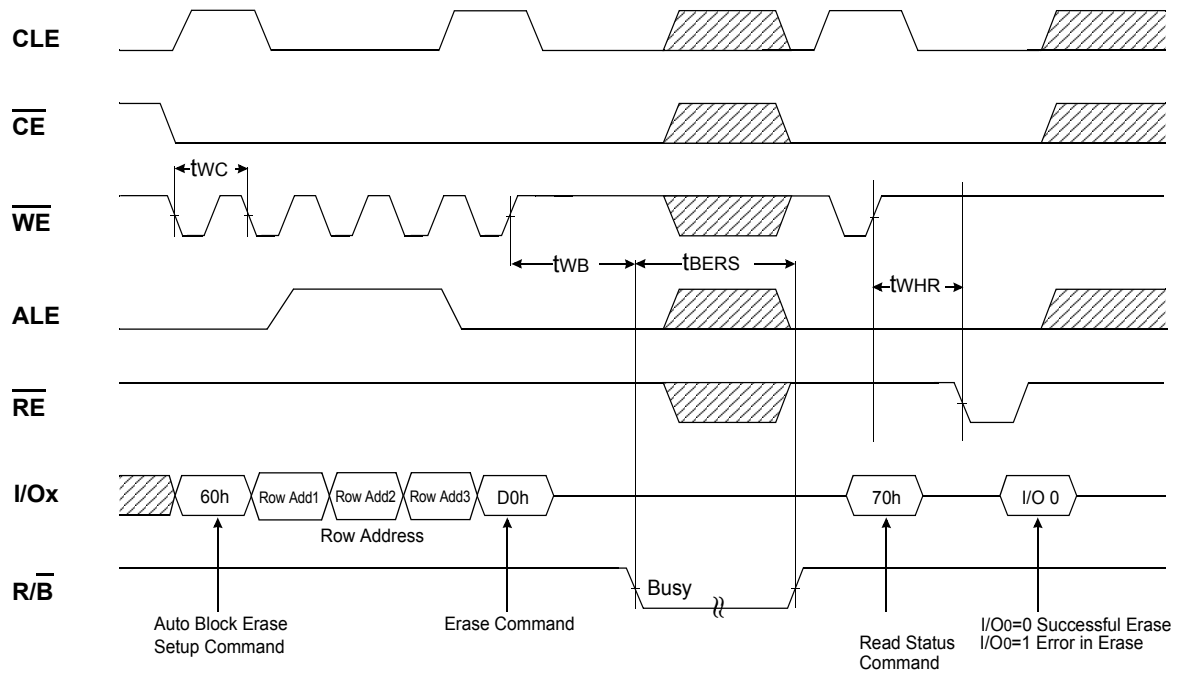 CLE
CE
tWC
WE
tWB
tBERS
tWHR
ALE
RE
I/Ox
60h
Row Add1
Row Add2
Row Add3
D0h
70h
I/O 0
Row Address
R/B
Busy
Auto Block Erase
Setup Command
Erase Command
Read Status
Command
I/O0=0 Successful Erase
I/O0=1 Error in Erase